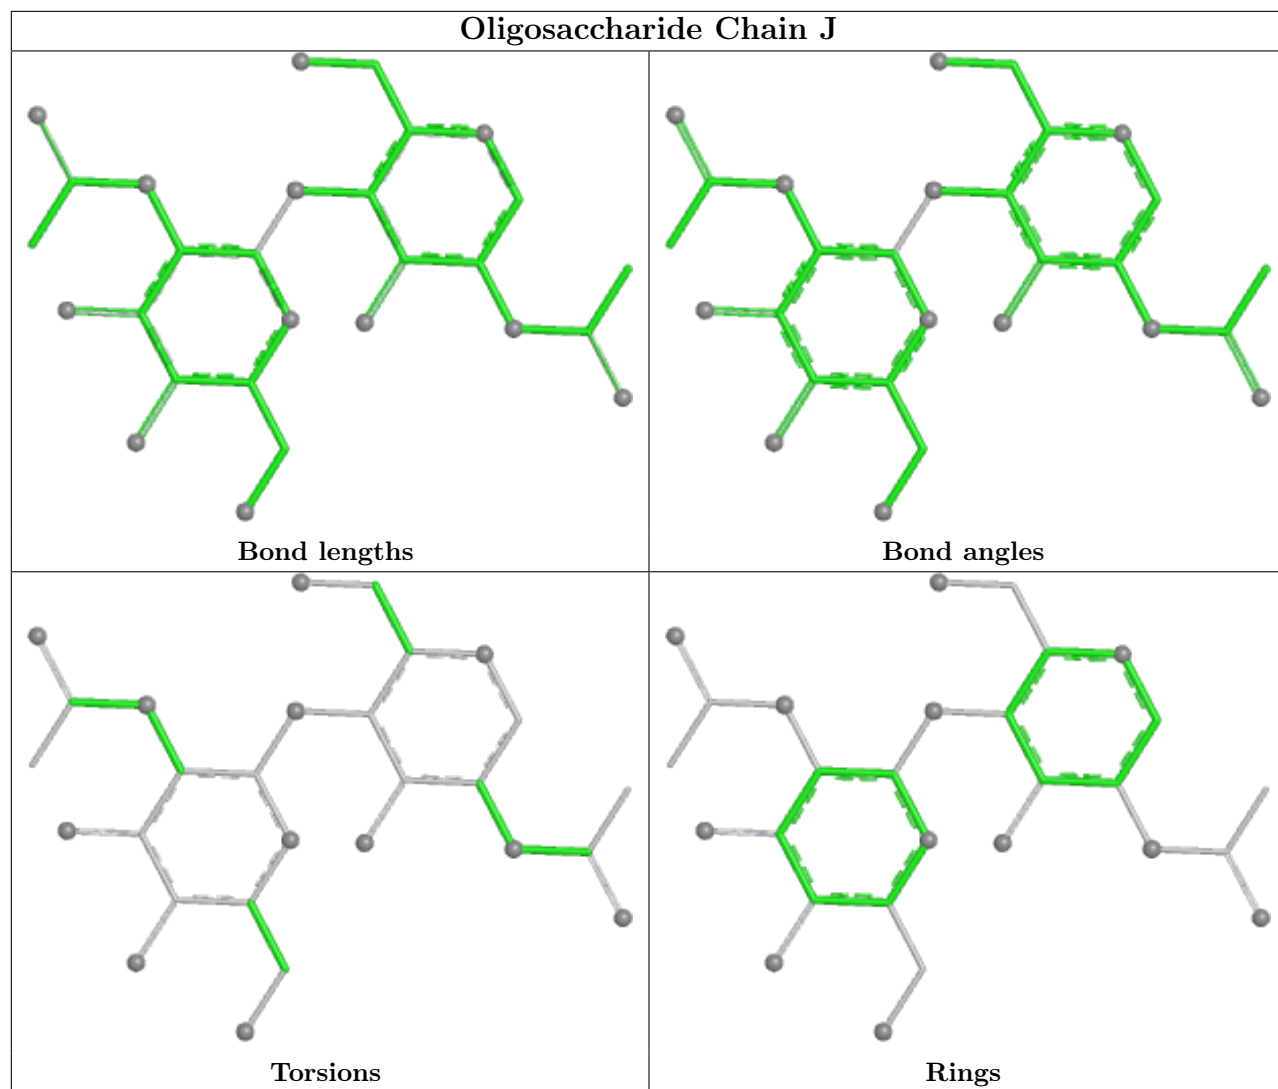 Oligosaccharide Chain J
Bond lengths
Bond angles
Torsions
Rings